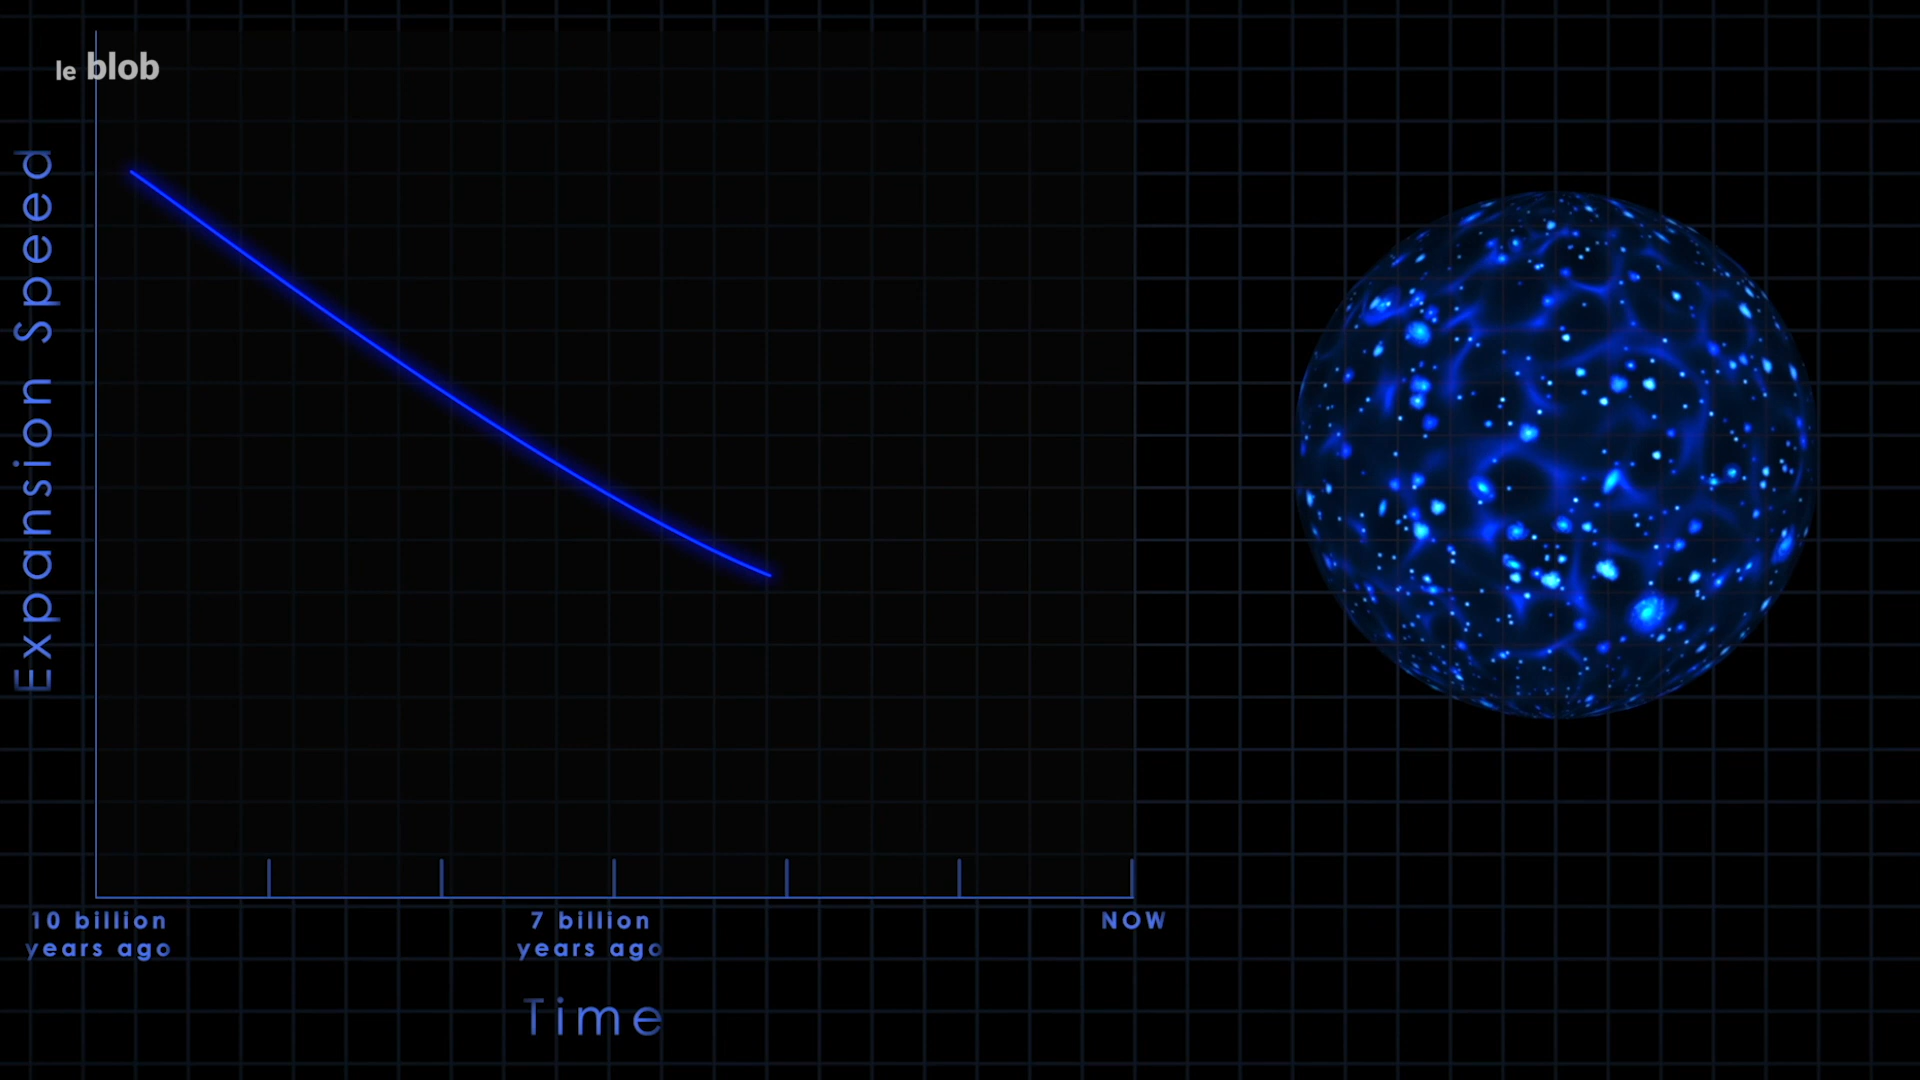 le blob
Expansion Speed
10 billion
years ago
7 billion
years ago
NOW
Time